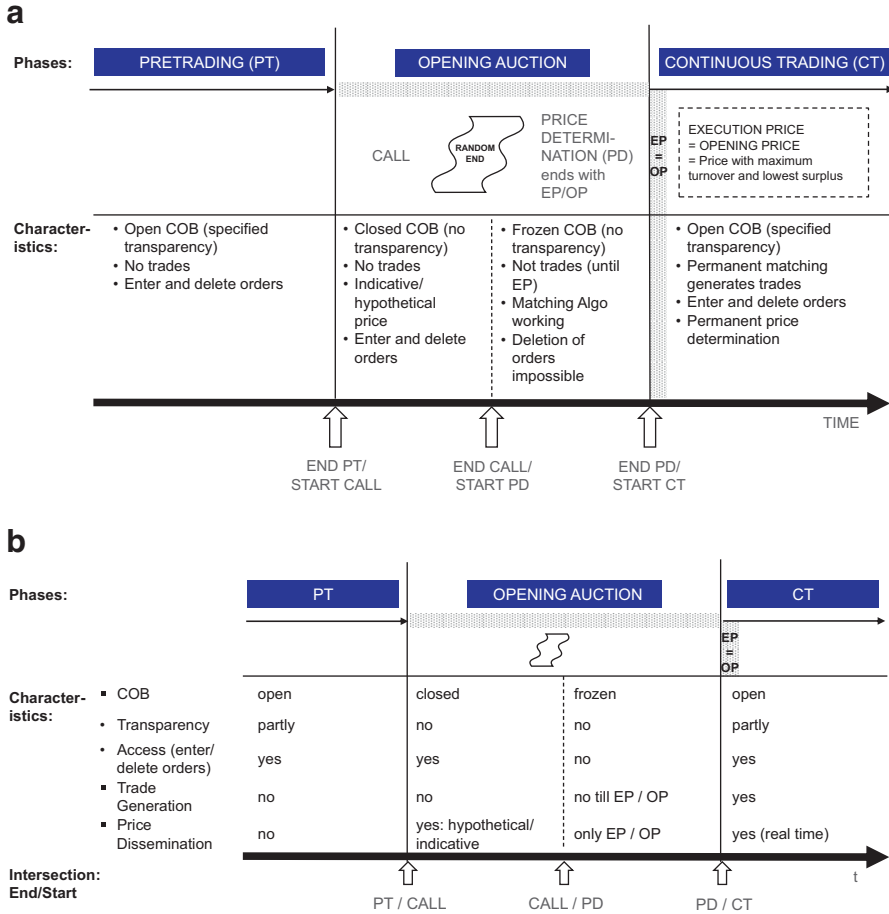 a
Phases:
PRETRADING (PT)
OPENING AUCTION
CONTINUOUS TRADING (CT)
CALL
RANDOM
END
PRICE
DETERMI-
NATION (PD)
ends with
EP/OP
EP
=
OP
EXECUTION PRICE
= OPENING PRICE
= Price with maximum
turnover and lowest surplus
Character-
istics:
• Open COB (specified
transparency)
• No trades
• Enter and delete orders
• Closed COB (no
transparency)
• No trades
• Indicative/
hypothetical
price
• Enter and delete
orders
• Frozen COB (no
transparency)
• Not trades (until
EP)
• Matching Algo
working
• Deletion of
orders
impossible
• Open COB (specified
transparency)
• Permanent matching
generates trades
• Enter and delete orders
• Permanent price
determination
TIME
END PT/
START CALL
END CALL/
START PD
END PD/
START CT
b
Phases:
PT
OPENING AUCTION
CT
EP
=
OP
Character-
istics:
▪ COB
open
closed
frozen
open
• Transparency
partly
no
no
partly
• Access (enter/
delete orders)
yes
yes
no
yes
▪ Trade
Generation
no
no
no till EP / OP
yes
▪ Price
Dissemination
no
yes: hypothetical/
indicative
only EP / OP
yes (real time)
Intersection:
End/Start
t
PT / CALL
CALL / PD
PD / CT